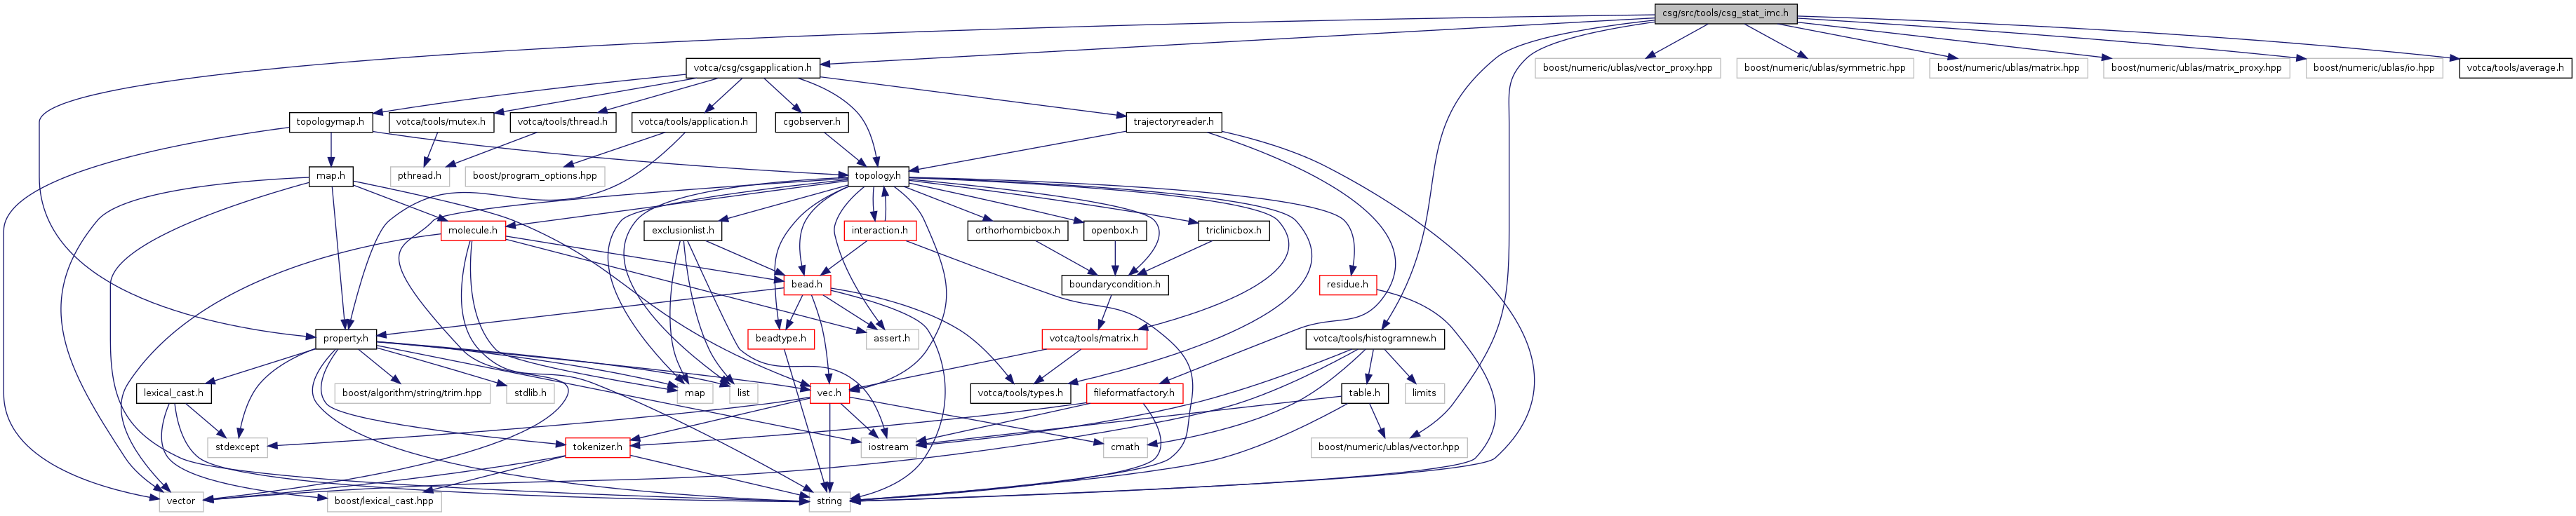 csg/src/tools/csg_stat_imc.h
votca/csg/csgapplication.h
boost/numeric/ublas/vector_proxy.hpp
boost/numeric/ublas/symmetric.hpp
boost/numeric/ublas/matrix.hpp
boost/numeric/ublas/matrix_proxy.hpp
boost/numeric/ublas/io.hpp
votca/tools/average.h
topologymap.h
votca/tools/mutex.h
votca/tools/thread.h
votca/tools/application.h
cgobserver.h
trajectoryreader.h
map.h
pthread.h
boost/program_options.hpp
topology.h
molecule.h
exclusionlist.h
interaction.h
orthorhombicbox.h
openbox.h
triclinicbox.h
bead.h
boundarycondition.h
residue.h
property.h
beadtype.h
assert.h
votca/tools/matrix.h
votca/tools/histogramnew.h
lexical_cast.h
boost/algorithm/string/trim.hpp
stdlib.h
map
list
vec.h
votca/tools/types.h
fileformatfactory.h
table.h
limits
stdexcept
tokenizer.h
iostream
cmath
boost/numeric/ublas/vector.hpp
vector
boost/lexical_cast.hpp
string